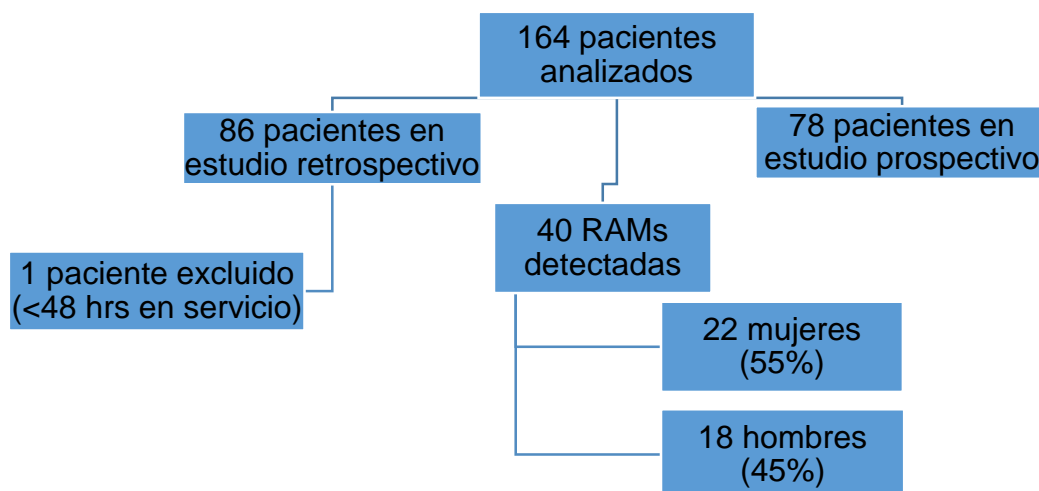 164 pacientes
analizados
86 pacientes en
estudio retrospectivo
78 pacientes en
estudio prospectivo
1 paciente excluido
(<48 hrs en servicio)
40 RAMs
detectadas
22 mujeres
(55%)
18 hombres
(45%)